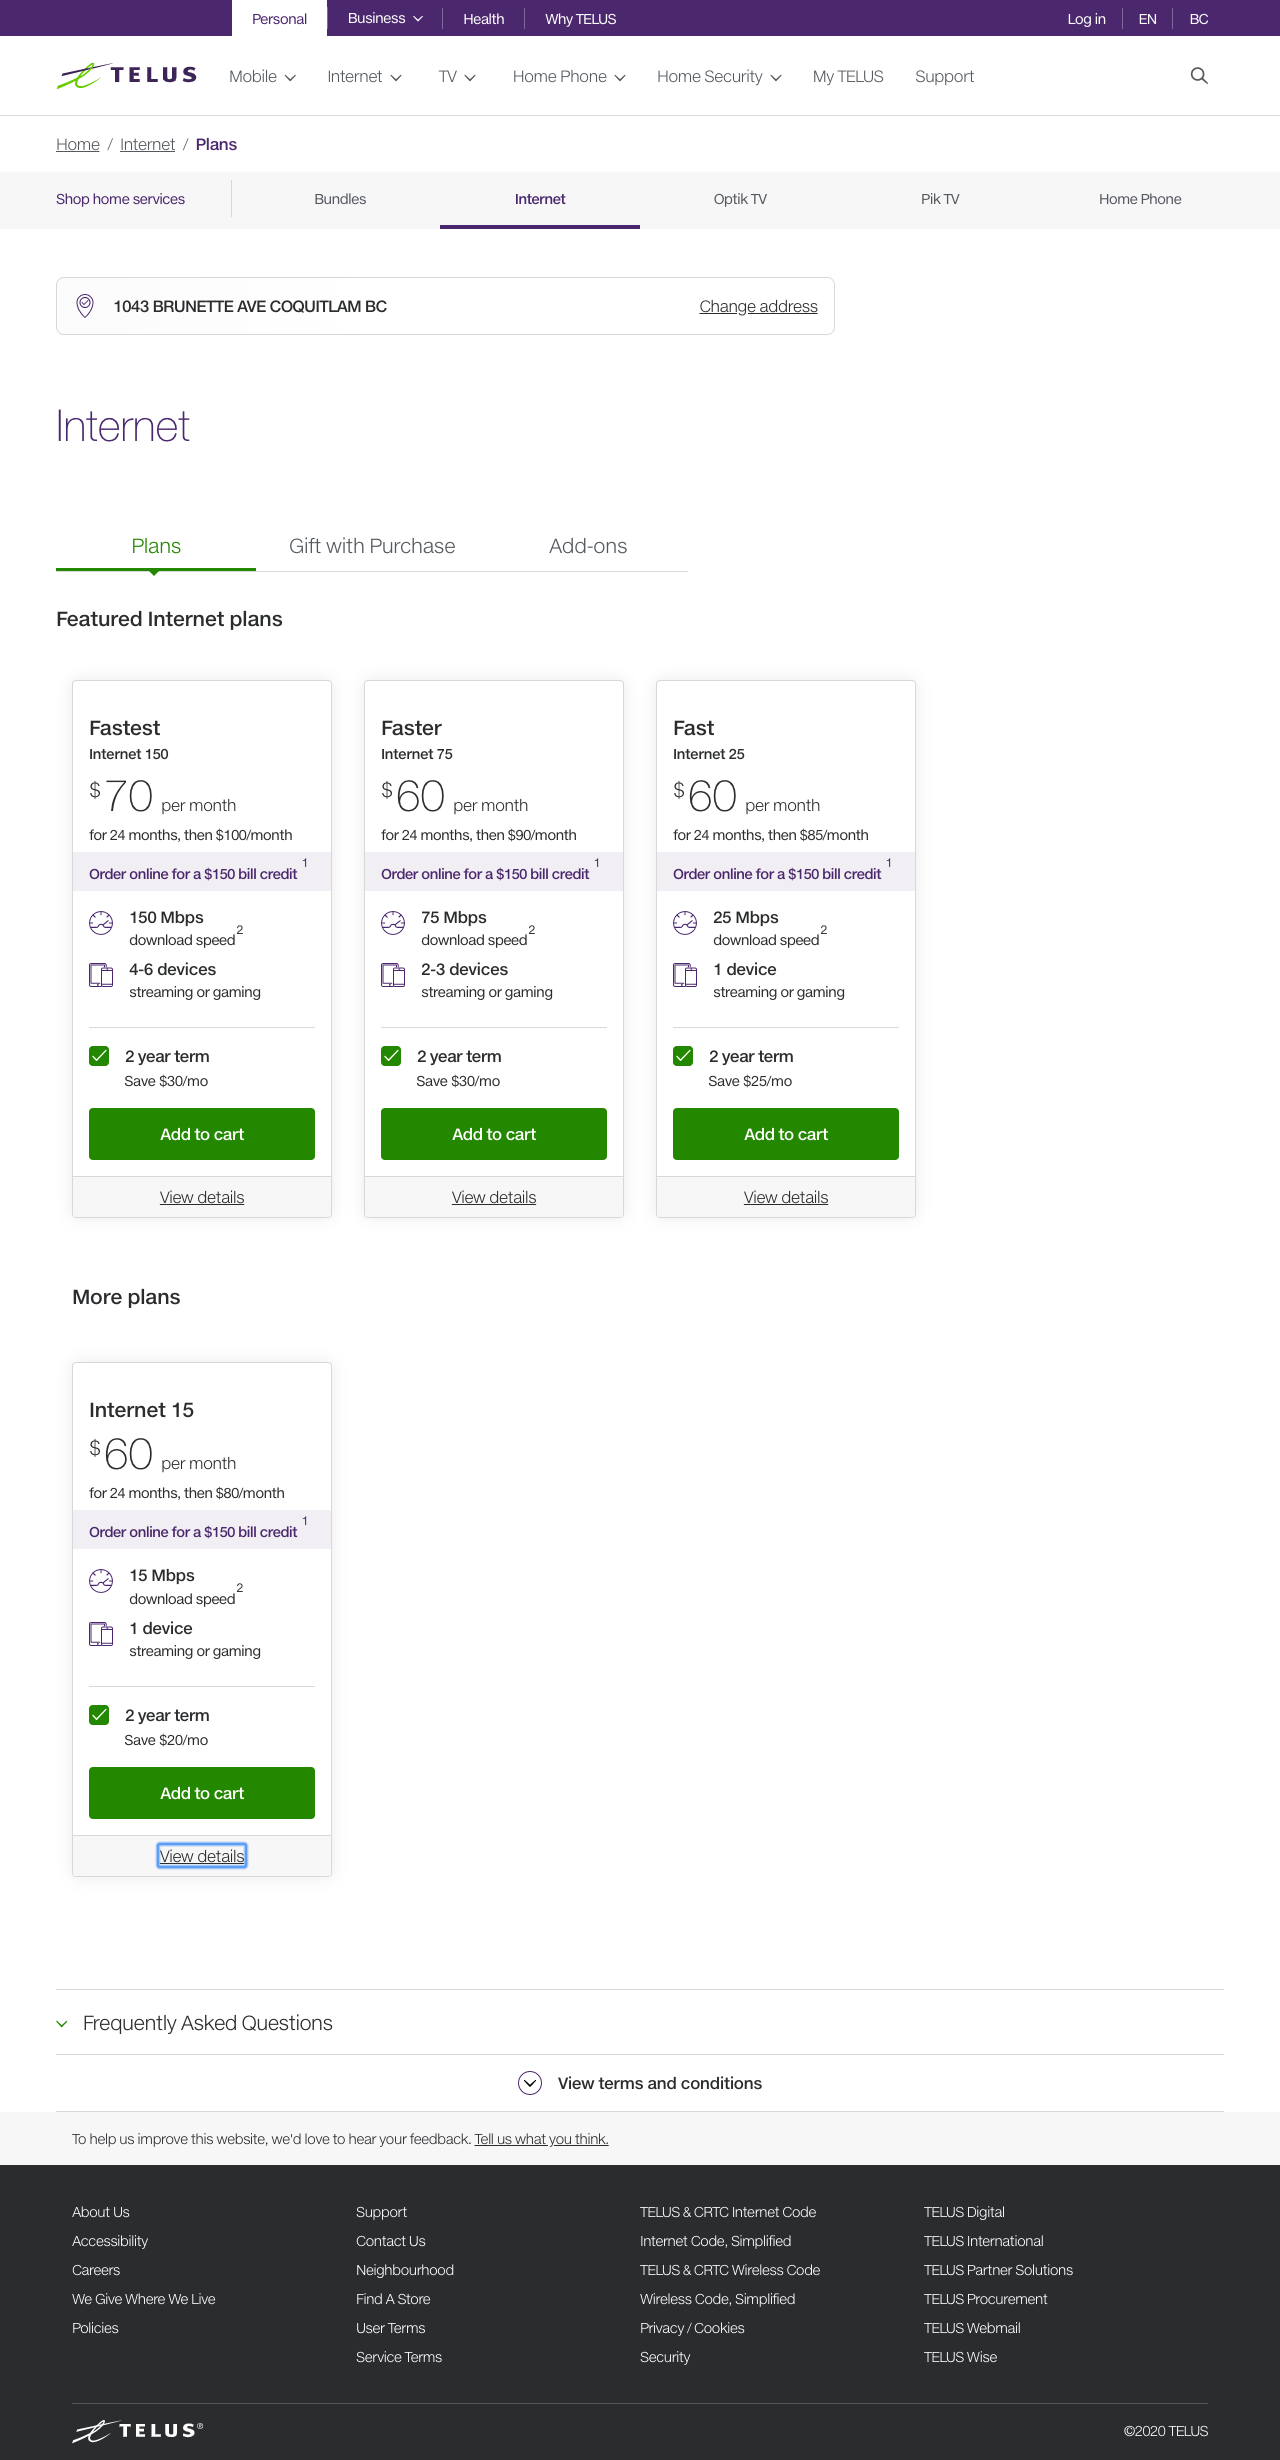 Personal Business Health Why TELUS Log in EN BC
TELUS Mobile Internet TV Home Phone Home Security My TELUS Support
Home / Internet / Plans
Shop home services Bundles Internet Optik TV Pik TV Home Phone
1043 BRUNETTE AVE COQUITLAM BC Change address
Internet
Plans Gift with Purchase Add-ons
Featured Internet plans
Fastest
Internet 150
$70 per month
for 24 months, then $100/month
Order online for a $150 bill credit 1
150 Mbps
download speed2
4-6 devices
streaming or gaming
2 year term
Save $30/mo
Add to cart
View details
Faster
Internet 75
$60 per month
for 24 months, then $90/month
Order online for a $150 bill credit 1
75 Mbps
download speed2
2-3 devices
streaming or gaming
2 year term
Save $30/mo
Add to cart
View details
Fast
Internet 25
$60 per month
for 24 months, then $85/month
Order online for a $150 bill credit 1
25 Mbps
download speed2
1 device
streaming or gaming
2 year term
Save $25/mo
Add to cart
View details
More plans
Internet 15
$60 per month
for 24 months, then $80/month
Order online for a $150 bill credit 1
15 Mbps
download speed2
1 device
streaming or gaming
2 year term
Save $20/mo
Add to cart
View details
Frequently Asked Questions
View terms and conditions
To help us improve this website, we'd love to hear your feedback. Tell us what you think.
About Us
Accessibility
Careers
We Give Where We Live
Policies
Support
Contact Us
Neighbourhood
Find A Store
User Terms
Service Terms
TELUS & CRTC Internet Code
Internet Code, Simplified
TELUS & CRTC Wireless Code
Wireless Code, Simplified
Privacy / Cookies
Security
TELUS Digital
TELUS International
TELUS Partner Solutions
TELUS Procurement
TELUS Webmail
TELUS Wise
TELUS® ©2020 TELUS